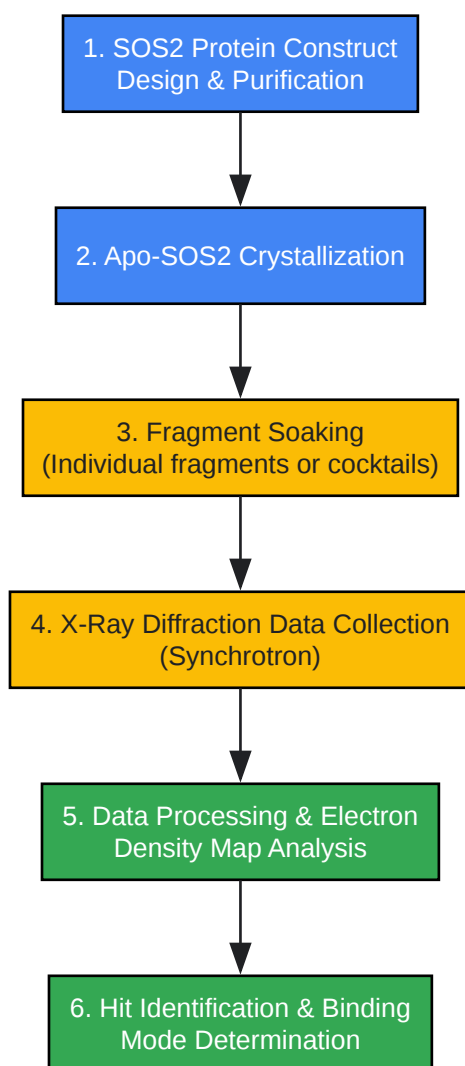 1. SOS2 Protein Construct
Design & Purification
2. Apo-SOS2 Crystallization
3. Fragment Soaking
(Individual fragments or cocktails)
4. X-Ray Diffraction Data Collection
(Synchrotron)
5. Data Processing & Electron
Density Map Analysis
6. Hit Identification & Binding
Mode Determination